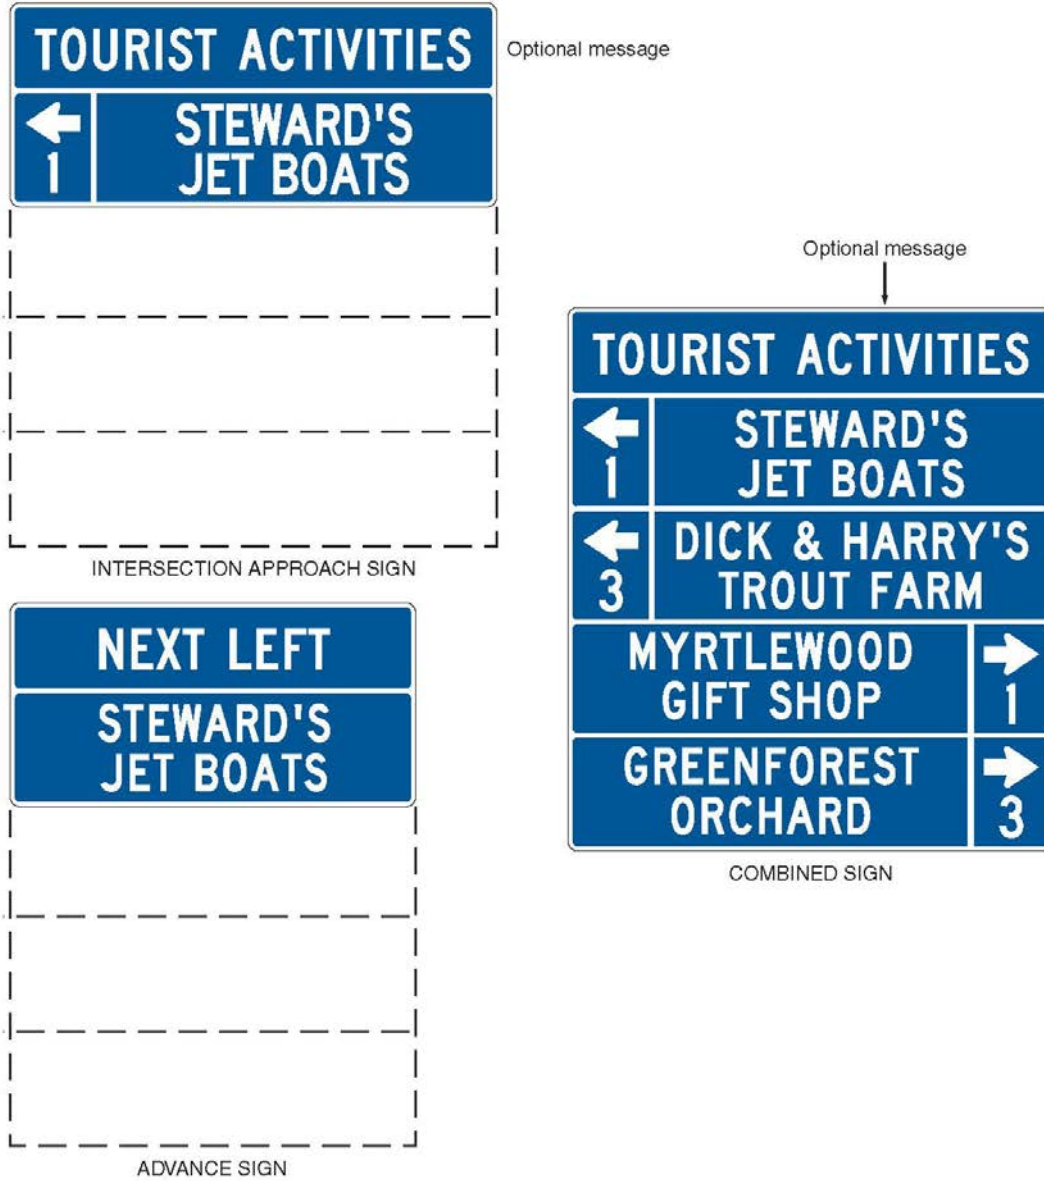 TOURIST ACTIVITIES
Optional message
1
STEWARD'S
JET BOATS
INTERSECTION APPROACH SIGN
NEXT LEFT
STEWARD'S
JET BOATS
ADVANCE SIGN
Optional message
TOURIST ACTIVITIES
1
STEWARD'S
JET BOATS
3
DICK & HARRY'S
TROUT FARM
MYRTLEWOOD
GIFT SHOP
1
GREENFOREST
ORCHARD
3
COMBINED SIGN